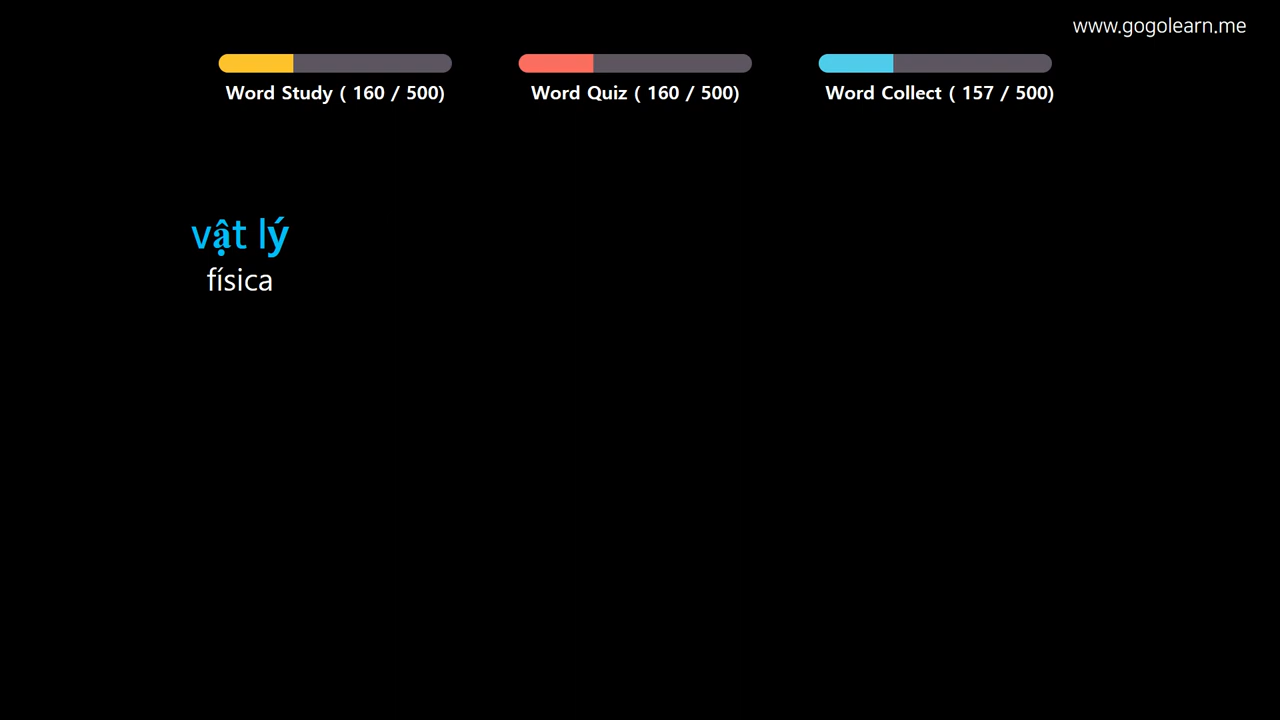 www.gogolearn.me
Word Study ( 160 / 500)
Word Quiz ( 160 / 500)
Word Collect ( 157 / 500)
vật lý
física